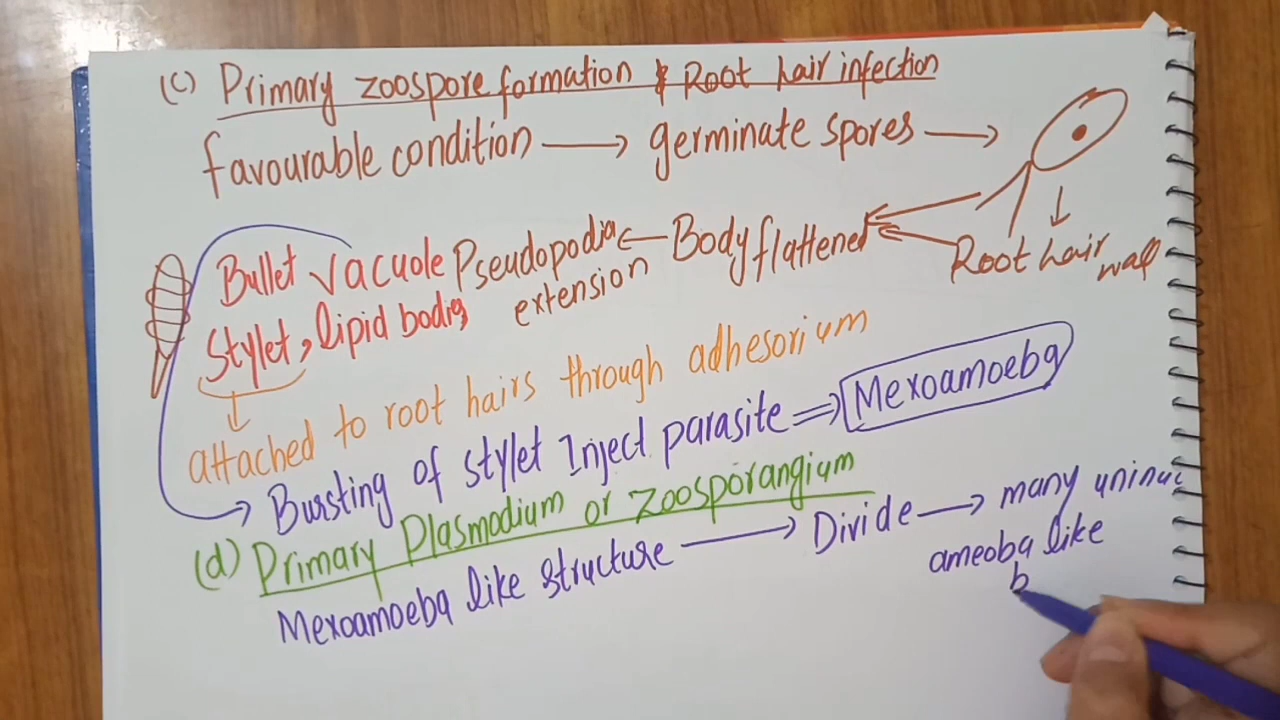 (c) Primary zoospore formation & Root hair infection
favourable condition → germinate spores →
Root hair wall
Bullet vacuole Pseudopodia ← Body flattened
Stylet, lipid bodies extension
attached to root hairs through adhesorium
Bursting of stylet Inject parasite ⇒ Mexoamoeba
(d) Primary Plasmodium or Zoosporangium
Mexoamoeba like structure → Divide → many uninuc
ameoba like
b